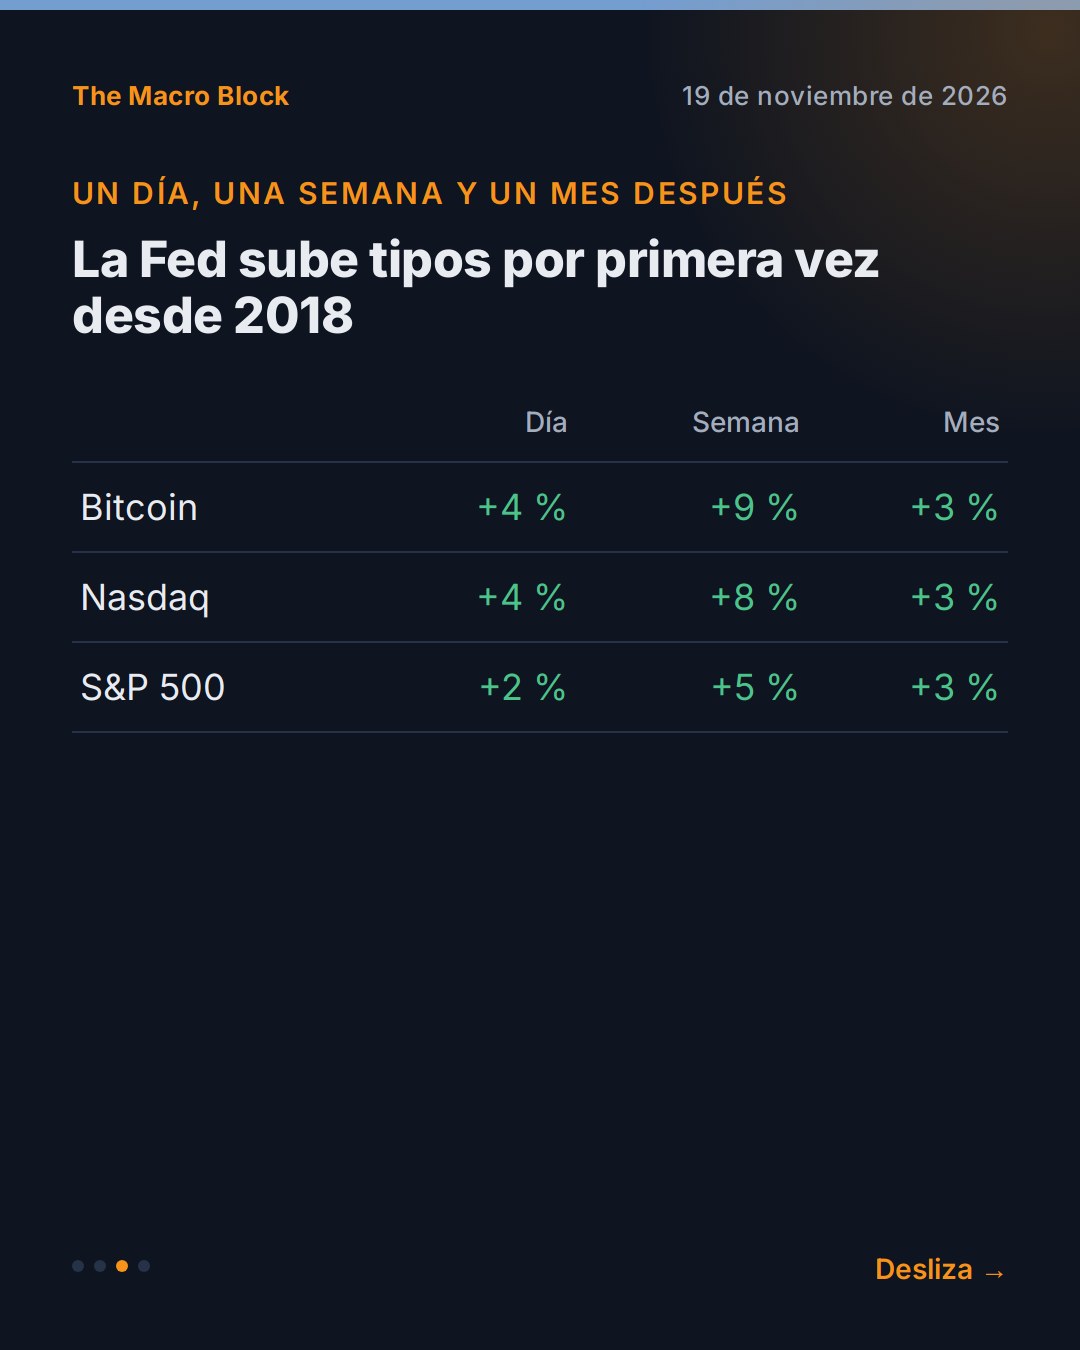 The Macro Block
19 de noviembre de 2026
UN DÍA, UNA SEMANA Y UN MES DESPUÉS
La Fed sube tipos por primera vez
desde 2018
Día Semana Mes
Bitcoin +4 % +9 % +3 %
Nasdaq +4 % +8 % +3 %
S&P 500 +2 % +5 % +3 %
Desliza →